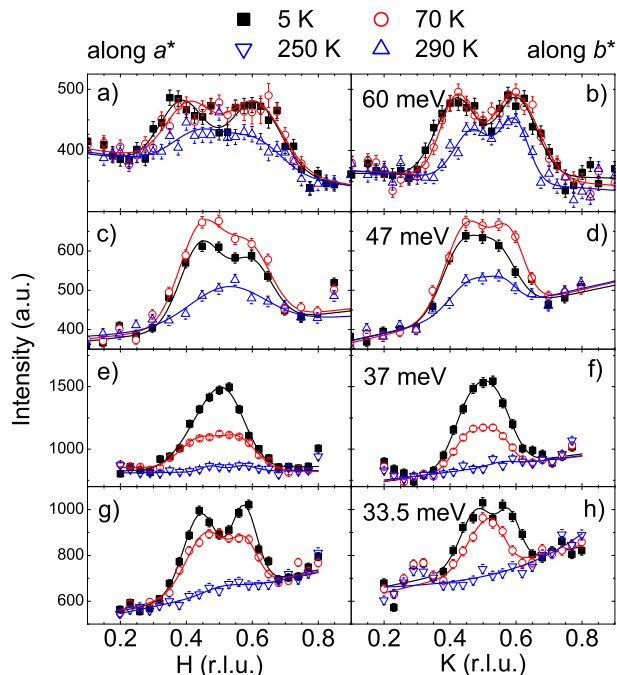 5 K 70 K
along a* 250 K 290 K along b*
a) 60 meV b)
500
400
c) 47 meV d)
600
500
400
Intensity (a.u.)
e) 37 meV f)
1500
1000
g) 33.5 meV h)
1000
800
600
0.2 0.4 0.6 0.8 0.2 0.4 0.6 0.8
H (r.l.u.) K (r.l.u.)